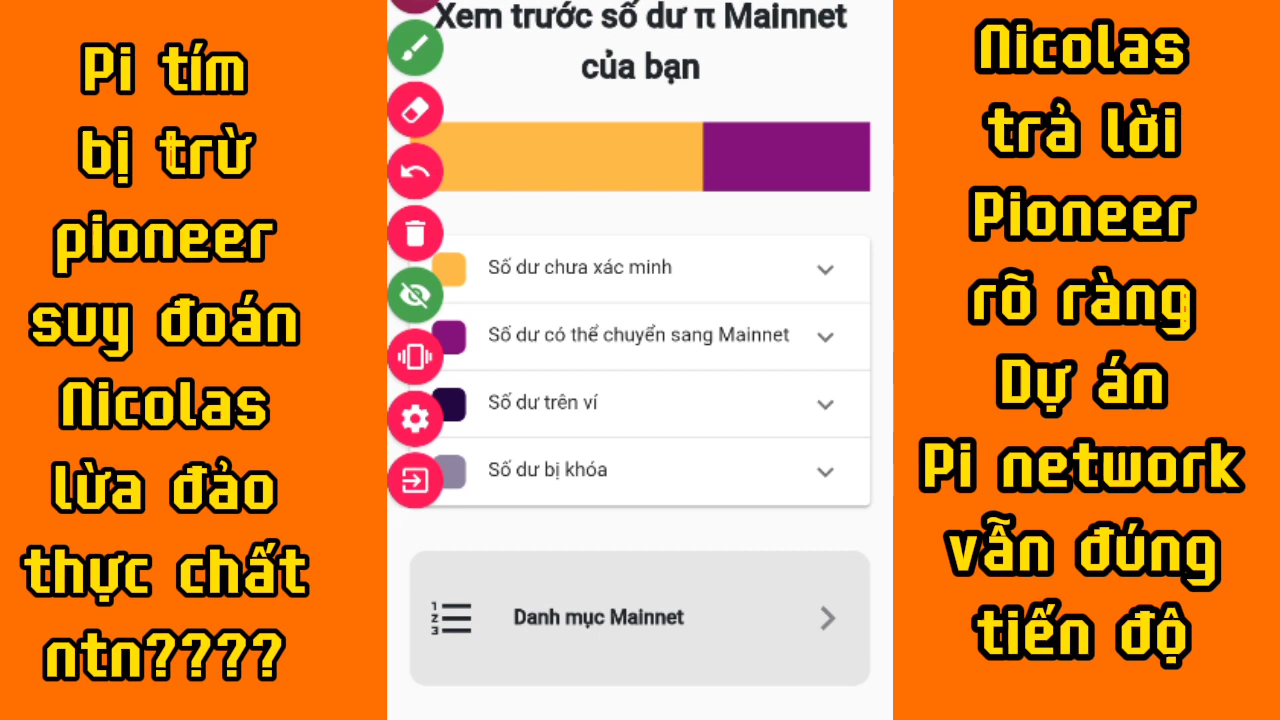 Pi tím
bị trừ
pioneer
suy đoán
Nicolas
lừa đảo
thực chất
ntn????
Xem trước số dư π Mainnet
của bạn
Số dư chưa xác minh
Số dư có thể chuyển sang Mainnet
Số dư trên ví
Số dư bị khóa
1
2
3
Danh mục Mainnet
Nicolas
trả lời
Pioneer
rõ ràng
Dự án
Pi network
vẫn đúng
tiến độ